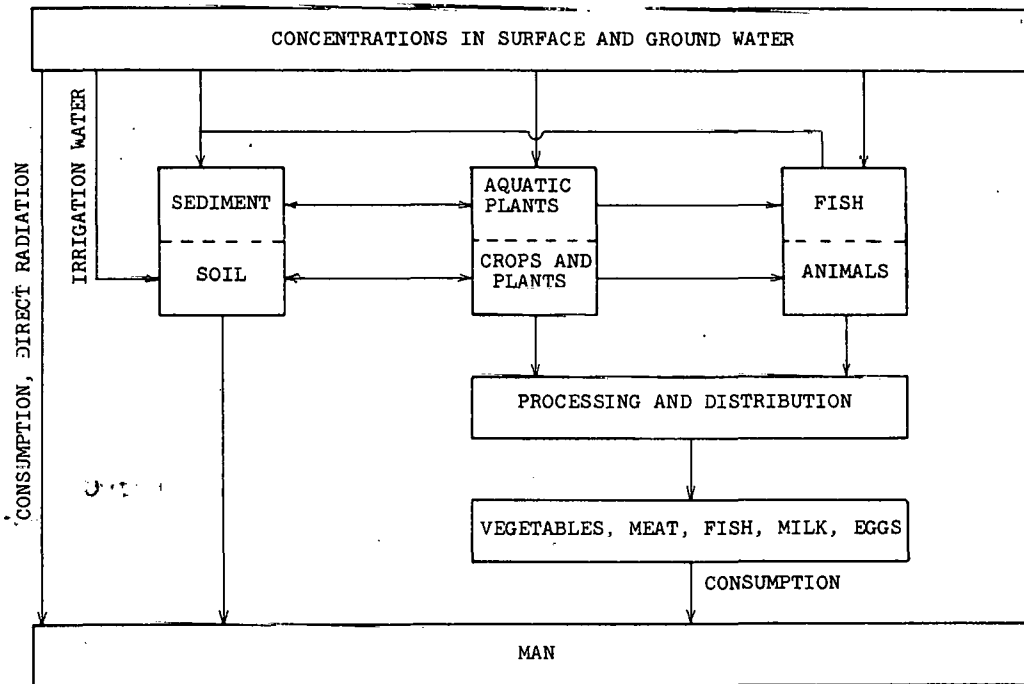 CONCENTRATIONS IN SURFACE AND GROUND WATER
CONSUMPTION, DIRECT RADIATION
IRRIGATION WATER
SEDIMENT
SOIL
AQUATIC
PLANTS
CROPS AND
PLANTS
FISH
ANIMALS
PROCESSING AND DISTRIBUTION
VEGETABLES, MEAT, FISH, MILK, EGGS
CONSUMPTION
MAN